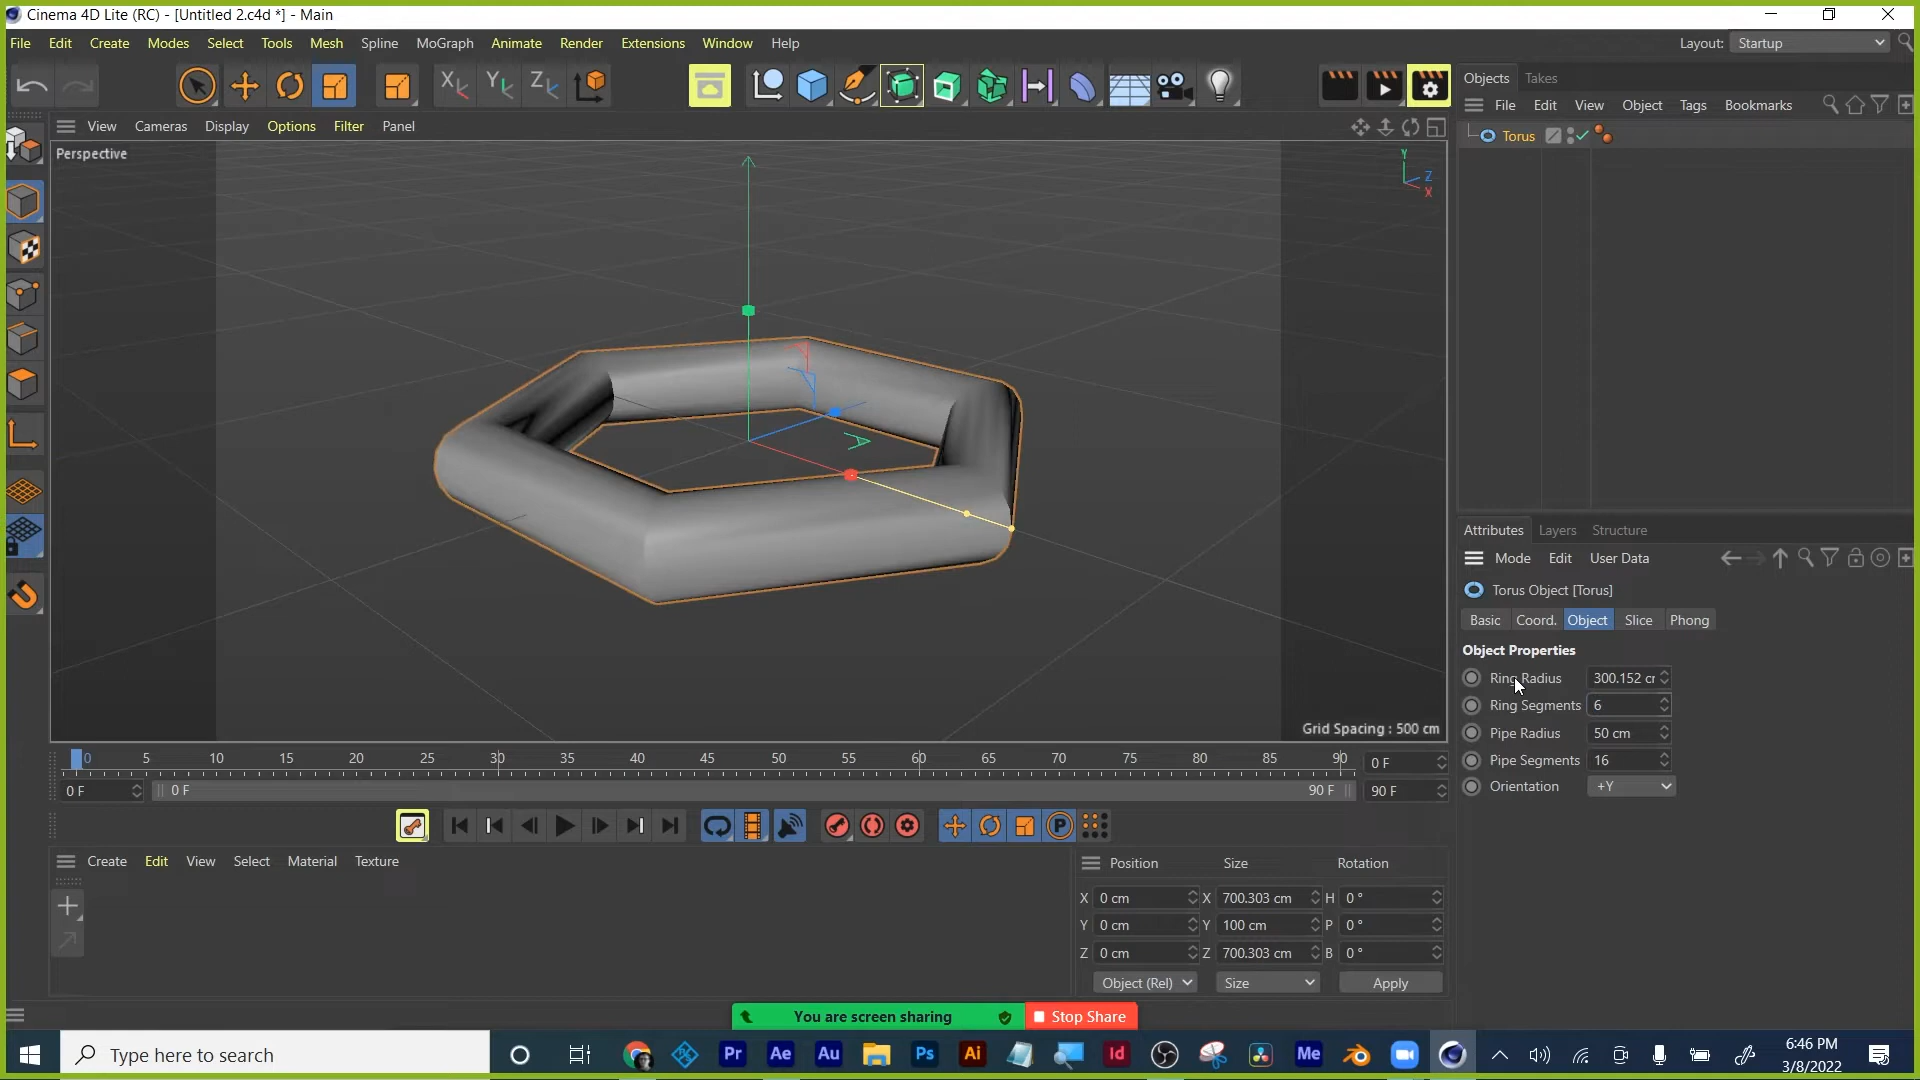 Cinema 4D Lite (RC) - [Untitled 2.c4d *] - Main
File Edit Create Modes Select Tools Mesh Spline MoGraph Animate Render Extensions Window Help
Layout: Startup
Objects Takes
File Edit View Object Tags Bookmarks
Torus
View Cameras Display Options Filter Panel
Perspective
Y
Z
X
Grid Spacing : 500 cm
Attributes Layers Structure
Mode Edit User Data
Torus Object [Torus]
Basic Coord. Object Slice Phong
Object Properties
Ring Radius 300.152 cr
Ring Segments 6
Pipe Radius 50 cm
Pipe Segments 16
Orientation +Y
0 5 10 15 20 25 30 35 40 45 50 55 60 65 70 75 80 85 90
0 F
0 F 0 F 90 F 90 F
Create Edit View Select Material Texture
Position Size Rotation
X 0 cm X 700.303 cm H 0 °
Y 0 cm Y 100 cm P 0 °
Z 0 cm Z 700.303 cm B 0 °
Object (Rel) Size Apply
You are screen sharing Stop Share
Type here to search
Pr Ae Au Ps Ai Id Me
6:46 PM
3/8/2022